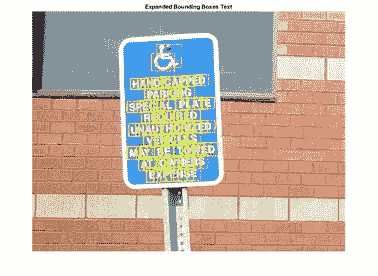 Expanded Bounding Boxes Text
HANDICAPPED
PARKING
SPECIAL PLATE
REQUIRED
UNAUTHORIZED
VEHICLES
MAY BE TOWED
AT OWNERS
EXPENSE